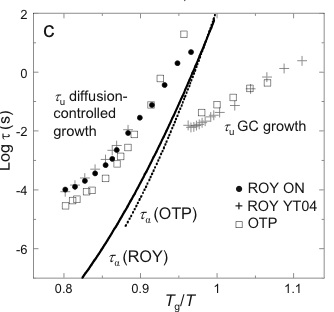 c
2
0
-2
-4
-6
Log τ (s)
τu diffusion-
controlled
growth
τu GC growth
● ROY ON
+ ROY YT04
□ OTP
τα (OTP)
τα (ROY)
0.8 0.9 1 1.1
Tg/T